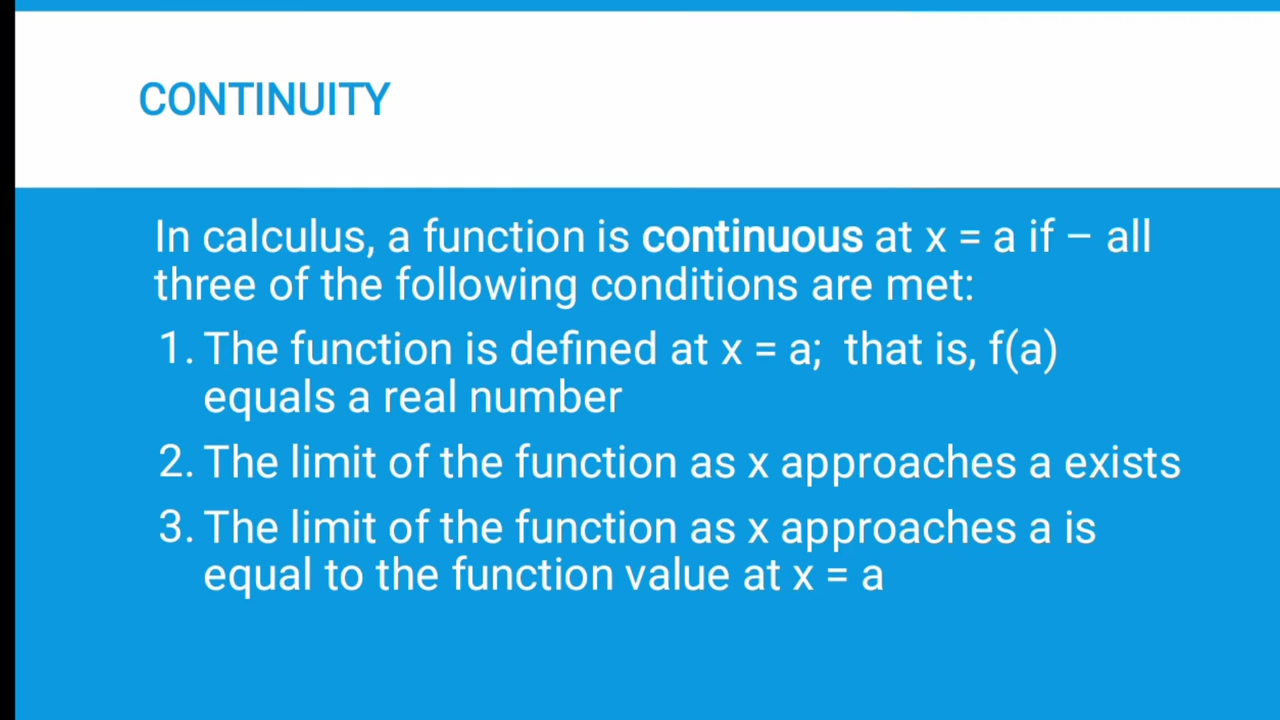 CONTINUITY
In calculus, a function is continuous at x = a if – all
three of the following conditions are met:
1. The function is defined at x = a;  that is, f(a)
equals a real number
2. The limit of the function as x approaches a exists
3. The limit of the function as x approaches a is
equal to the function value at x = a